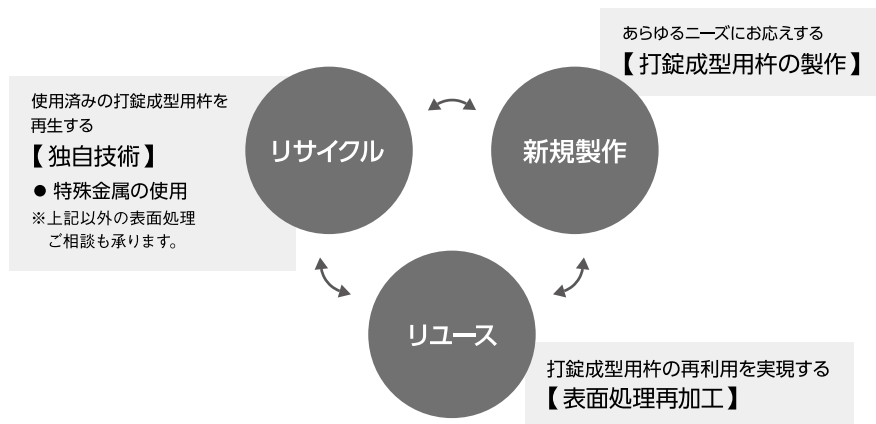 あらゆるニーズにお応えする
【打錠成型用杵の製作】
使用済みの打錠成型用杵を
再生する
【独自技術】
● 特殊金属の使用
※上記以外の表面処理
ご相談も承ります。
リサイクル
新規製作
リユース
打錠成型用杵の再利用を実現する
【表面処理再加工】